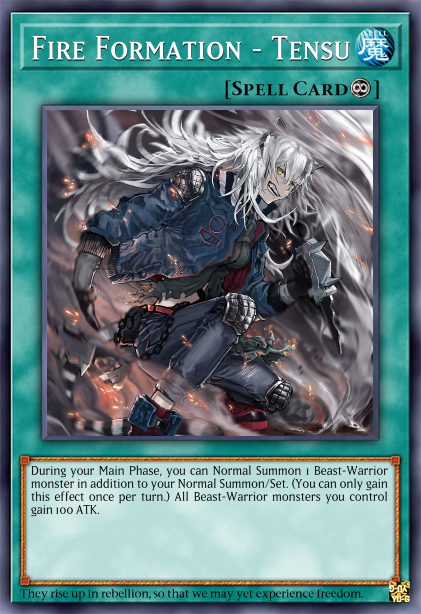 FIRE FORMATION - TENSU
SPELL
魔
[SPELL CARD]
During your Main Phase, you can Normal Summon 1 Beast-Warrior
monster in addition to your Normal Summon/Set. (You can only gain
this effect once per turn.) All Beast-Warrior monsters you control
gain 100 ATK.
They rise up in rebellion, so that we may yet experience freedom.